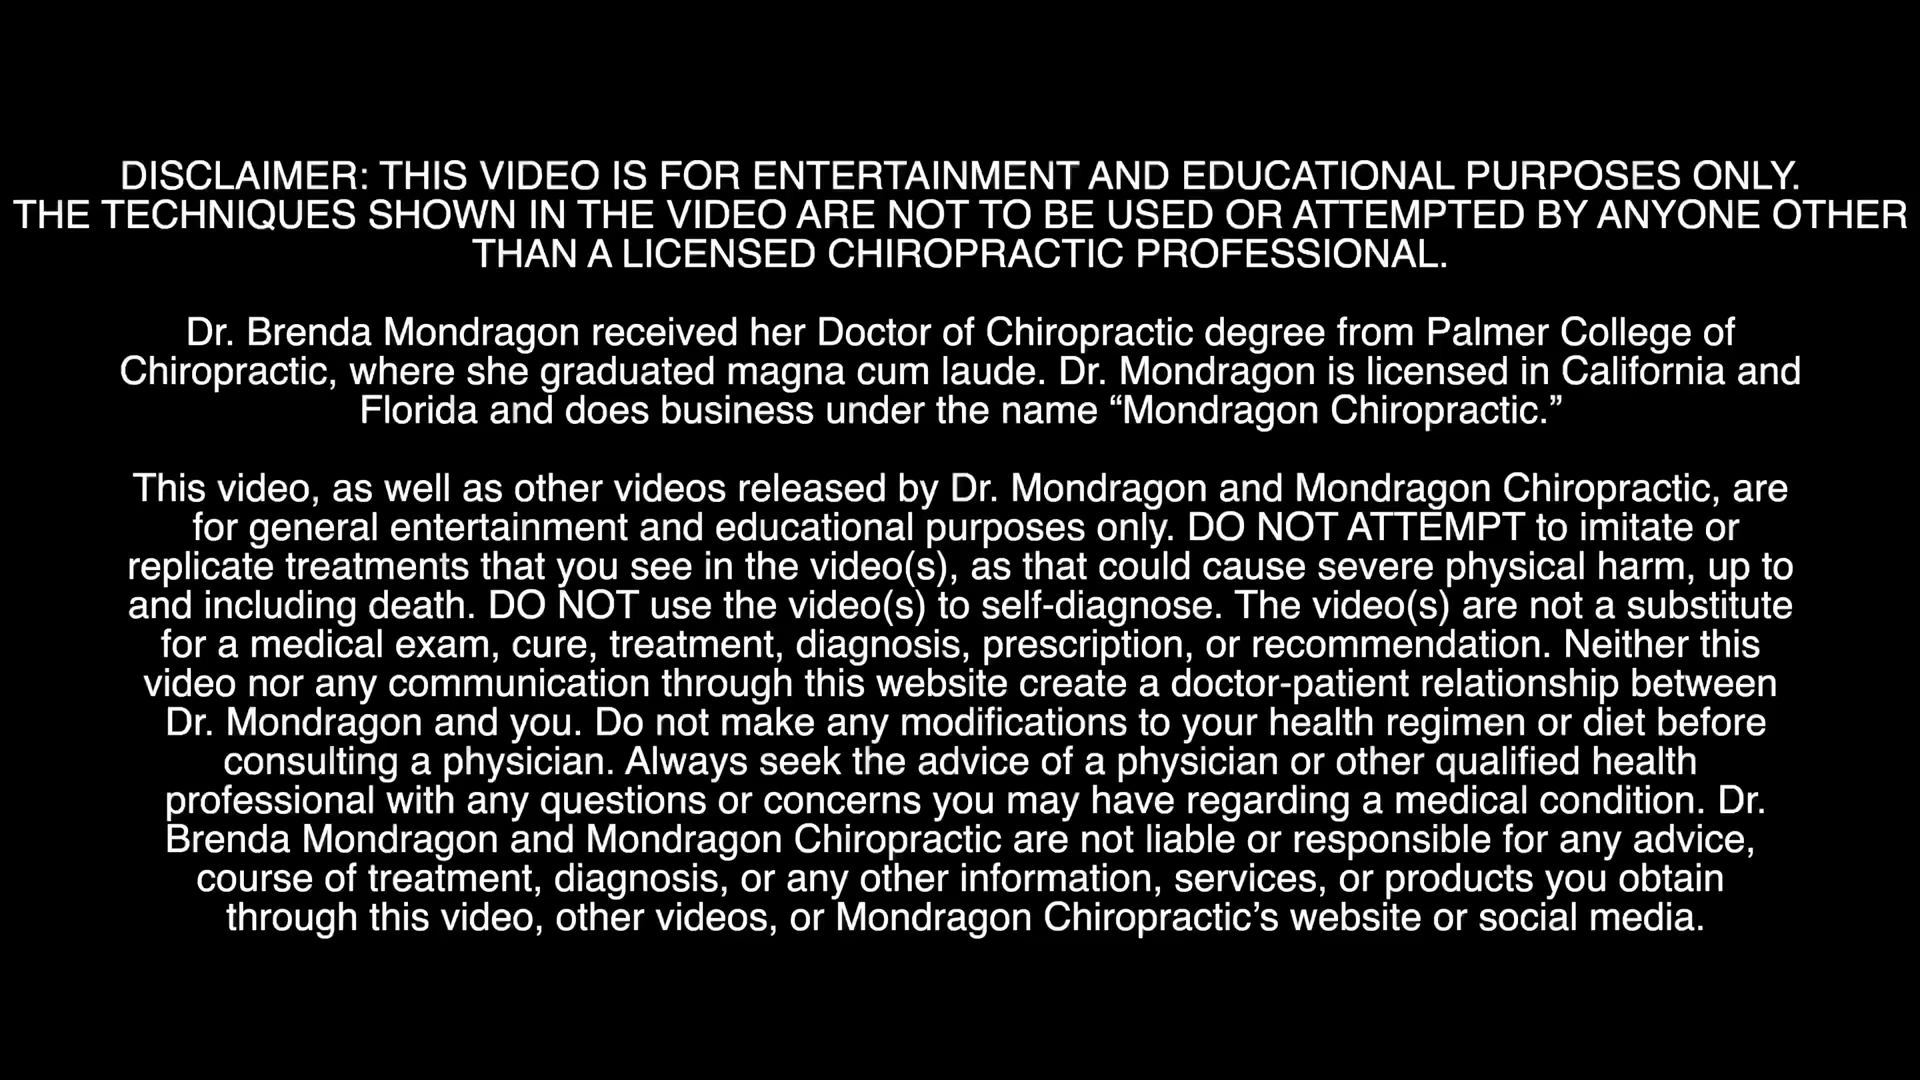 DISCLAIMER: THIS VIDEO IS FOR ENTERTAINMENT AND EDUCATIONAL PURPOSES ONLY.
THE TECHNIQUES SHOWN IN THE VIDEO ARE NOT TO BE USED OR ATTEMPTED BY ANYONE OTHER
THAN A LICENSED CHIROPRACTIC PROFESSIONAL.
Dr. Brenda Mondragon received her Doctor of Chiropractic degree from Palmer College of
Chiropractic, where she graduated magna cum laude. Dr. Mondragon is licensed in California and
Florida and does business under the name “Mondragon Chiropractic.”
This video, as well as other videos released by Dr. Mondragon and Mondragon Chiropractic, are
for general entertainment and educational purposes only. DO NOT ATTEMPT to imitate or
replicate treatments that you see in the video(s), as that could cause severe physical harm, up to
and including death. DO NOT use the video(s) to self-diagnose. The video(s) are not a substitute
for a medical exam, cure, treatment, diagnosis, prescription, or recommendation. Neither this
video nor any communication through this website create a doctor-patient relationship between
Dr. Mondragon and you. Do not make any modifications to your health regimen or diet before
consulting a physician. Always seek the advice of a physician or other qualified health
professional with any questions or concerns you may have regarding a medical condition. Dr.
Brenda Mondragon and Mondragon Chiropractic are not liable or responsible for any advice,
course of treatment, diagnosis, or any other information, services, or products you obtain
through this video, other videos, or Mondragon Chiropractic’s website or social media.